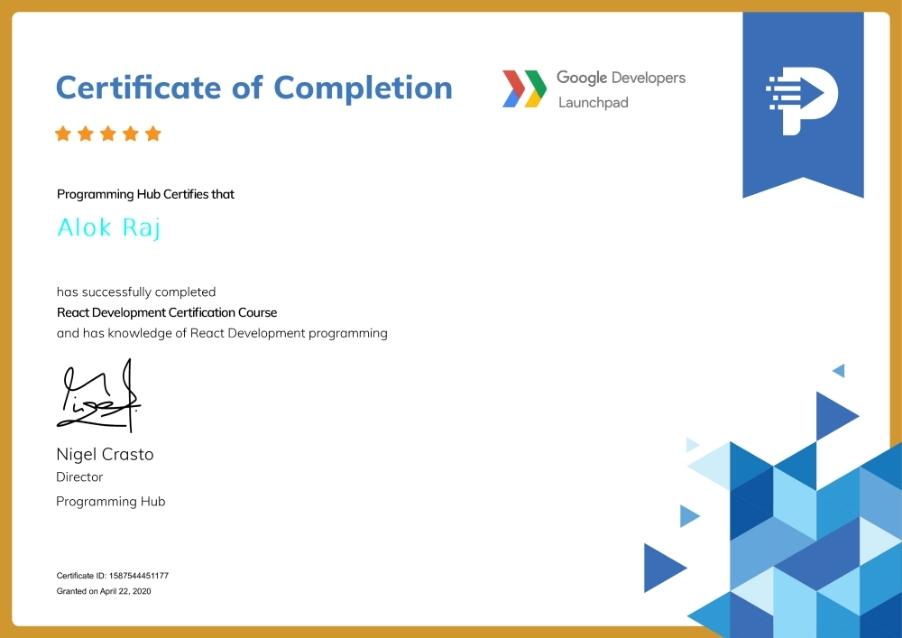 Certificate of Completion
Google Developers
Launchpad
Programming Hub Certifies that
Alok Raj
has successfully completed
React Development Certification Course
and has knowledge of React Development programming
Nigel Crasto
Director
Programming Hub
Certificate ID: 1587544451177
Granted on April 22, 2020